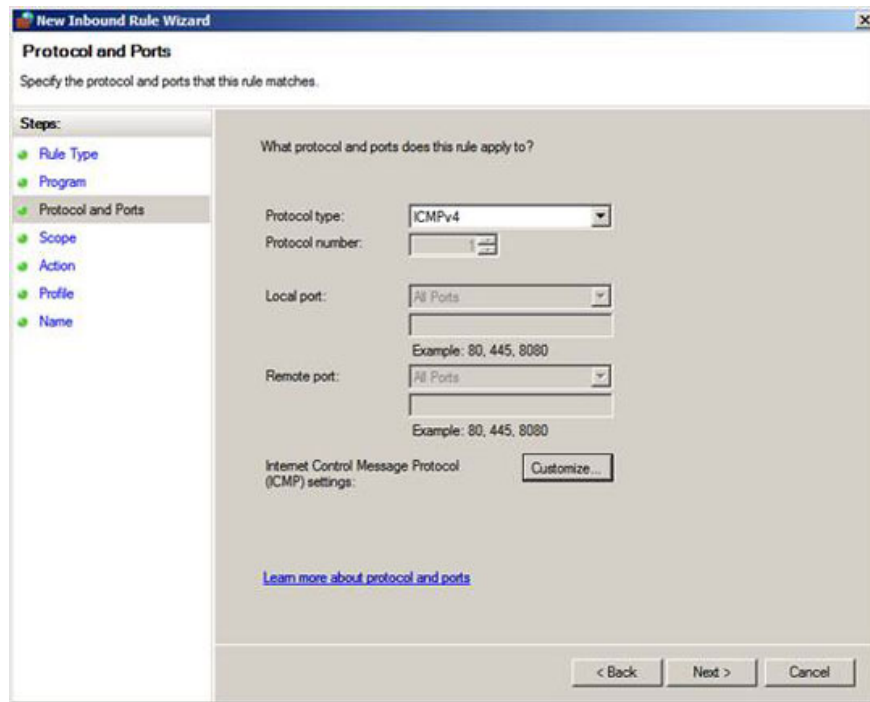 New Inbound Rule Wizard
Protocol and Ports
Specify the protocol and ports that this rule matches.
Steps:
Rule Type
Program
Protocol and Ports
Scope
Action
Profile
Name
What protocol and ports does this rule apply to?
Protocol type: ICMPv4
Protocol number: 1
Local port: All Ports
Example: 80, 445, 8080
Remote port: All Ports
Example: 80, 445, 8080
Internet Control Message Protocol
(ICMP) settings:
Customize...
Learn more about protocol and ports
< Back Next > Cancel